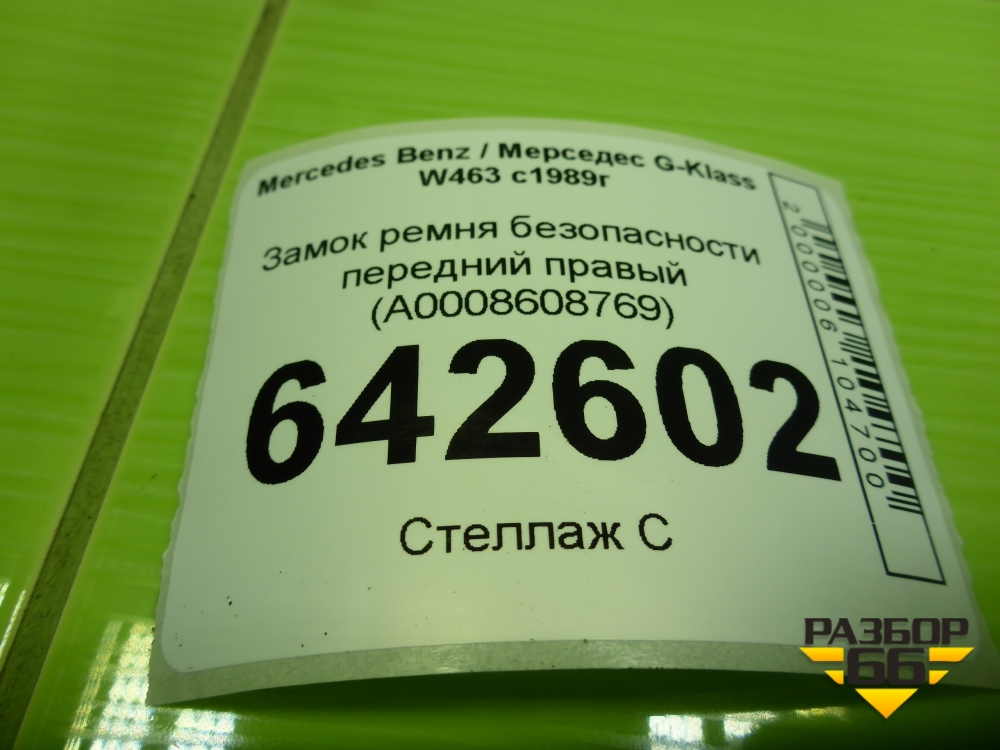 Mercedes Benz / Мерседес G-Klass
W463 с1989г
Замок ремня безопасности
передний правый
(A0008608769)
642602
Стеллаж С
2000006104700
РАЗБОР
66